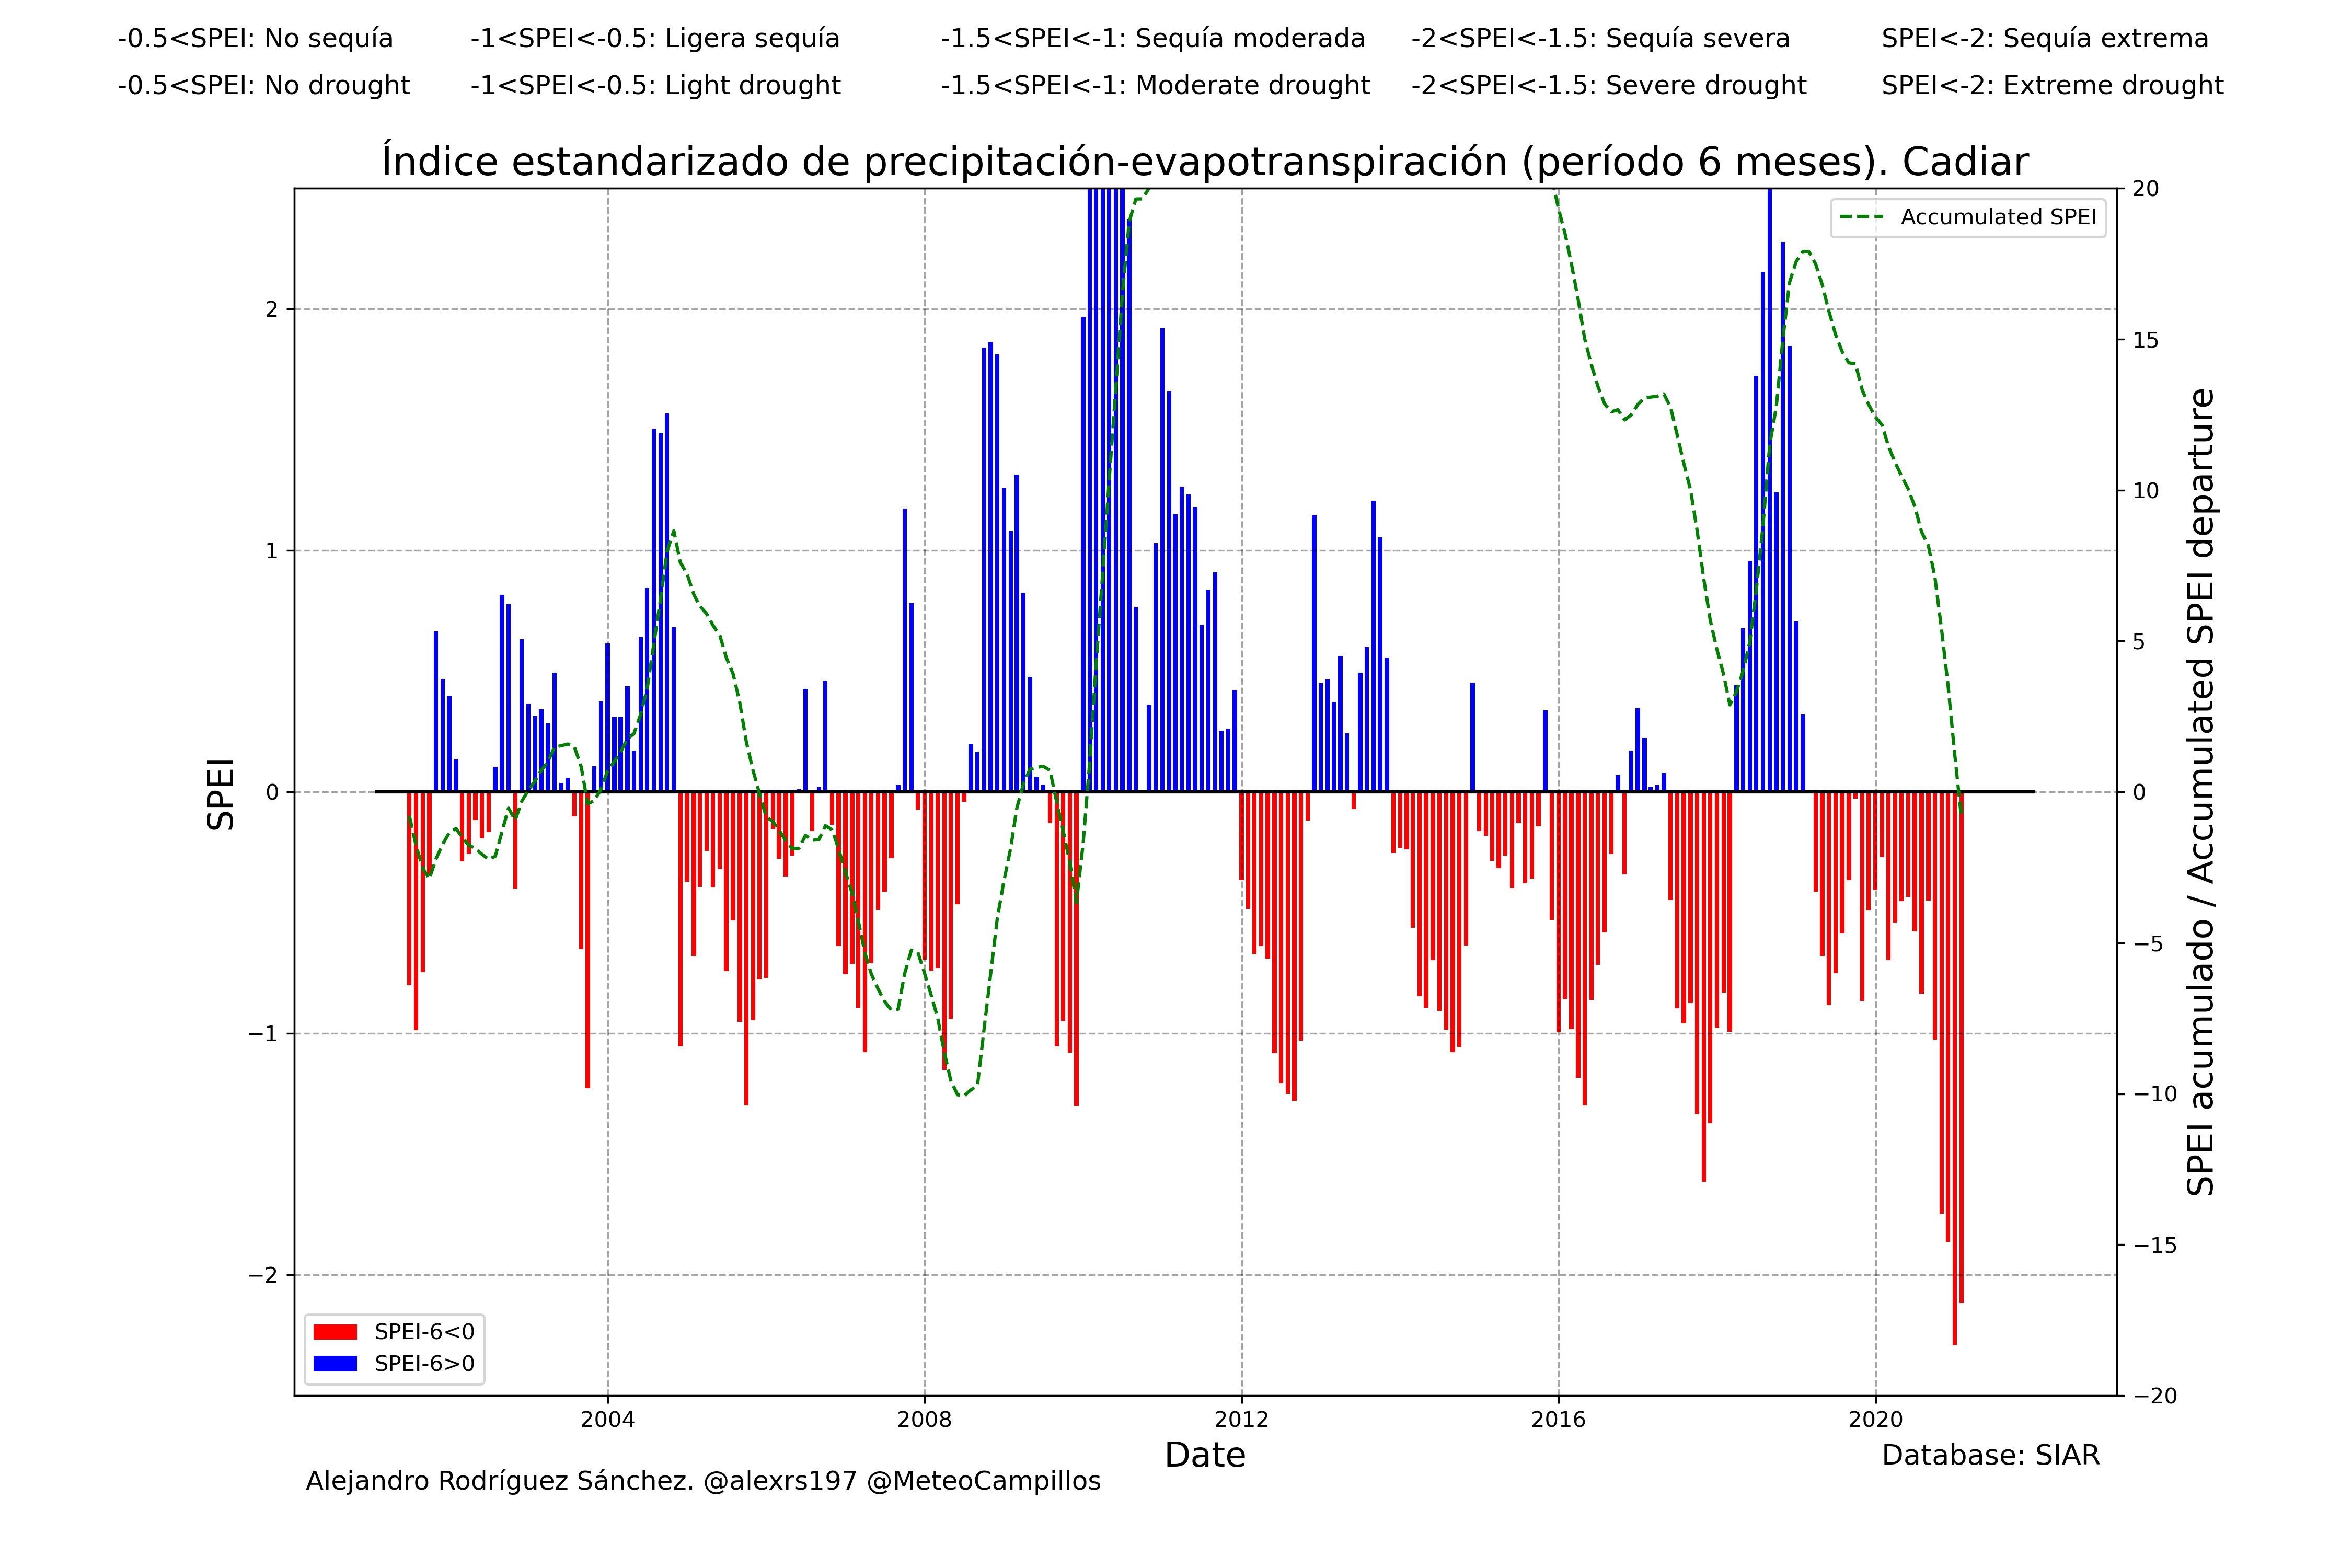 -0.5<SPEI: No sequía -1<SPEI<-0.5: Ligera sequía -1.5<SPEI<-1: Sequía moderada -2<SPEI<-1.5: Sequía severa SPEI<-2: Sequía extrema
-0.5<SPEI: No drought -1<SPEI<-0.5: Light drought -1.5<SPEI<-1: Moderate drought -2<SPEI<-1.5: Severe drought SPEI<-2: Extreme drought
Índice estandarizado de precipitación-evapotranspiración (período 6 meses). Cadiar
Accumulated SPEI
SPEI
2
1
0
−1
−2
20
15
10
5
0
−5
−10
−15
−20
SPEI acumulado / Accumulated SPEI departure
SPEI-6<0
SPEI-6>0
2004 2008 2012 2016 2020
Date
Database: SIAR
Alejandro Rodríguez Sánchez. @alexrs197 @MeteoCampillos